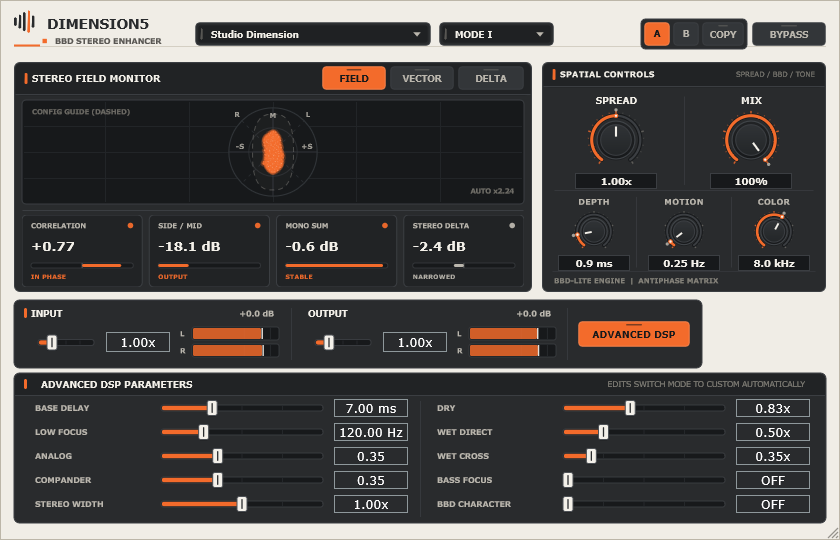 DIMENSION5
BBD STEREO ENHANCER
Studio Dimension
MODE I
A B COPY
BYPASS
STEREO FIELD MONITOR
FIELD VECTOR DELTA
CONFIG GUIDE (DASHED)
R M L
-S +S
AUTO x2.24
CORRELATION SIDE / MID MONO SUM STEREO DELTA
+0.77 -18.1 dB -0.6 dB -2.4 dB
IN PHASE OUTPUT STABLE NARROWED
SPATIAL CONTROLS SPREAD / BBD / TONE
SPREAD MIX
1.00x 100%
DEPTH MOTION COLOR
0.9 ms 0.25 Hz 8.0 kHz
BBD-LITE ENGINE | ANTIPHASE MATRIX
INPUT +0.0 dB
1.00x
L
R
OUTPUT +0.0 dB
1.00x
L
R
ADVANCED DSP
ADVANCED DSP PARAMETERS EDITS SWITCH MODE TO CUSTOM AUTOMATICALLY
BASE DELAY 7.00 ms
LOW FOCUS 120.00 Hz
ANALOG 0.35
COMPANDER 0.35
STEREO WIDTH 1.00x
DRY 0.83x
WET DIRECT 0.50x
WET CROSS 0.35x
BASS FOCUS OFF
BBD CHARACTER OFF